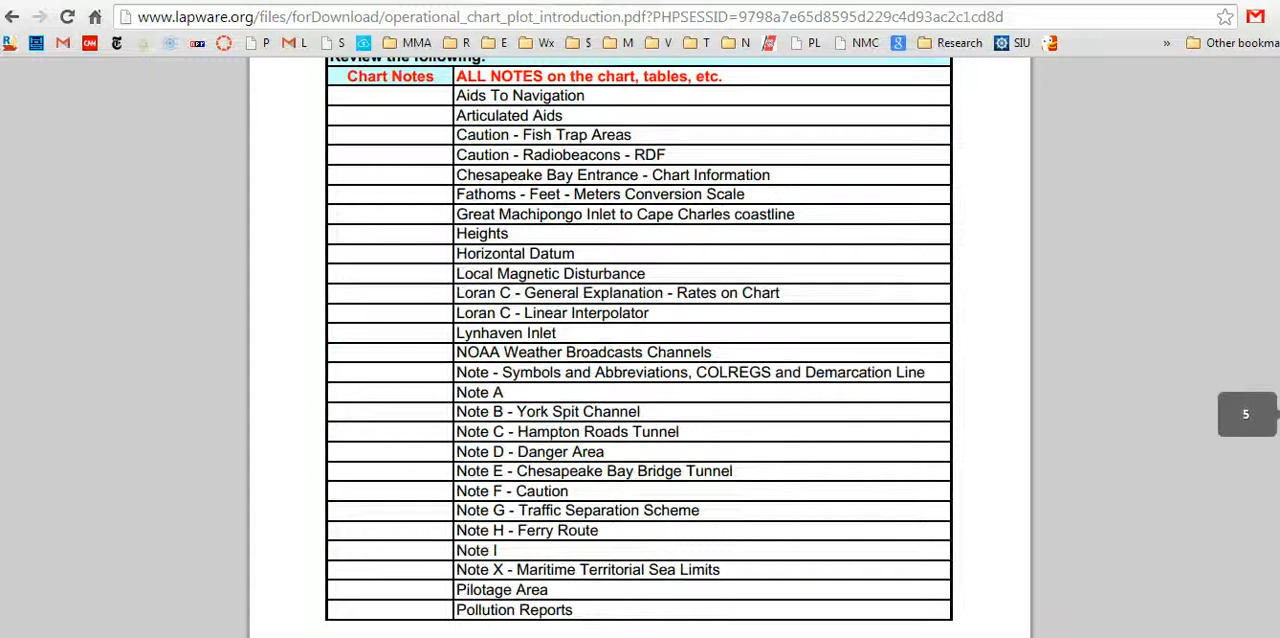 www.lapware.org/files/forDownload/operational_chart_plot_introduction.pdf?PHPSESSID=9798a7e65d8595d229c4d93ac2c1cd8d
CNN P L S MMA R E Wx $ M V T N PL NMC Research SIU » Other bookma
Review the following:
Chart Notes ALL NOTES on the chart, tables, etc.
Aids To Navigation
Articulated Aids
Caution - Fish Trap Areas
Caution - Radiobeacons - RDF
Chesapeake Bay Entrance - Chart Information
Fathoms - Feet - Meters Conversion Scale
Great Machipongo Inlet to Cape Charles coastline
Heights
Horizontal Datum
Local Magnetic Disturbance
Loran C - General Explanation - Rates on Chart
Loran C - Linear Interpolator
Lynhaven Inlet
NOAA Weather Broadcasts Channels
Note - Symbols and Abbreviations, COLREGS and Demarcation Line
Note A
Note B - York Spit Channel
Note C - Hampton Roads Tunnel
Note D - Danger Area
Note E - Chesapeake Bay Bridge Tunnel
5
Note F - Caution
Note G - Traffic Separation Scheme
Note H - Ferry Route
Note I
Note X - Maritime Territorial Sea Limits
Pilotage Area
Pollution Reports